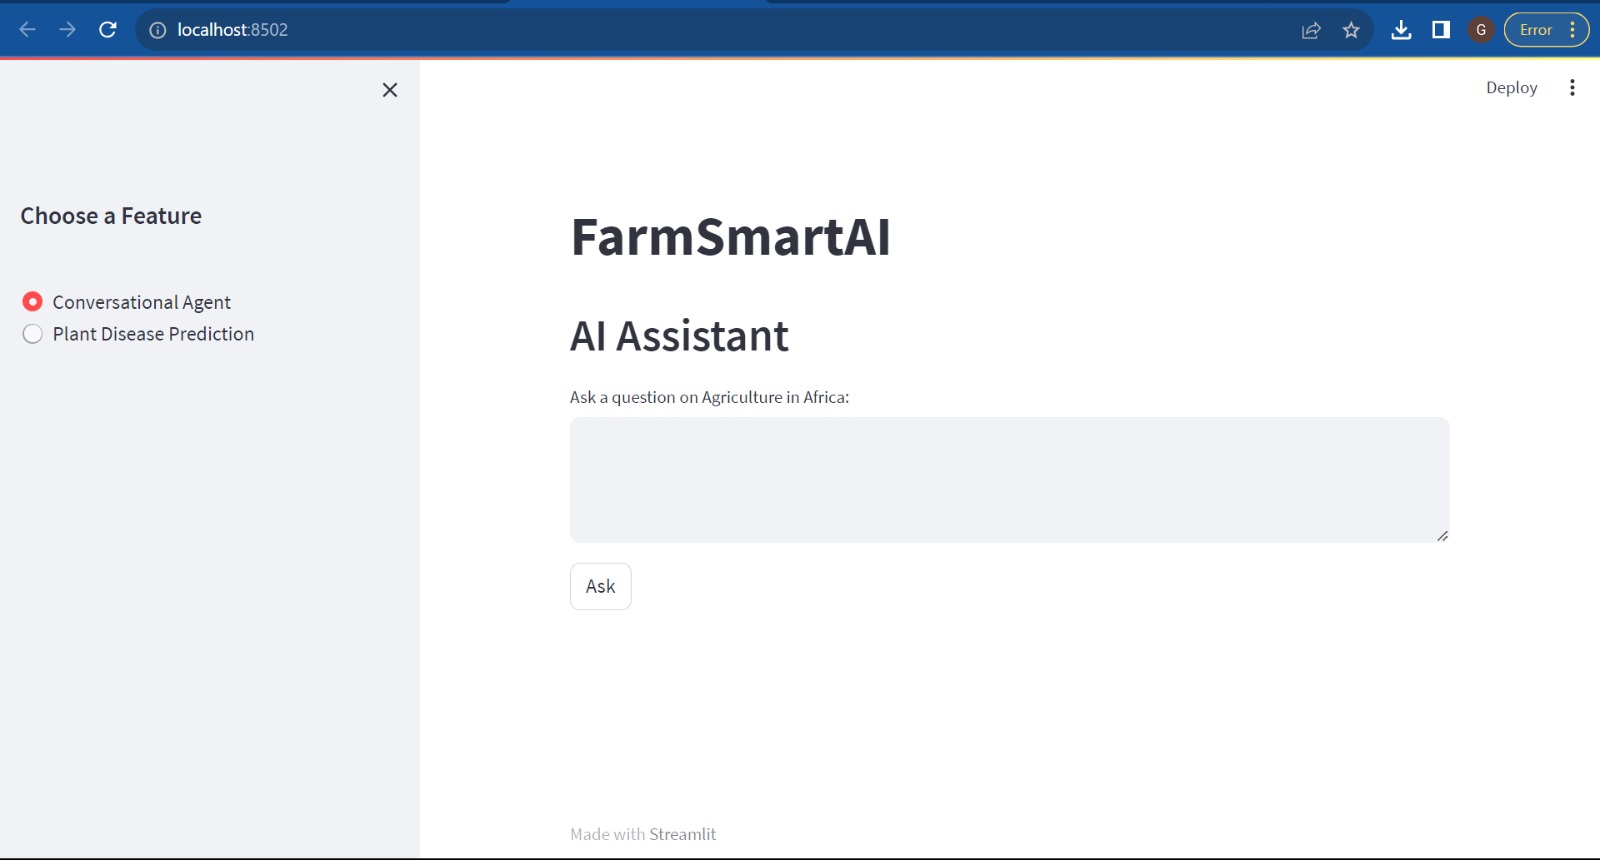 localhost:8502
G
Error
Deploy
Choose a Feature
Conversational Agent
Plant Disease Prediction
FarmSmartAI
AI Assistant
Ask a question on Agriculture in Africa:
Ask
Made with Streamlit